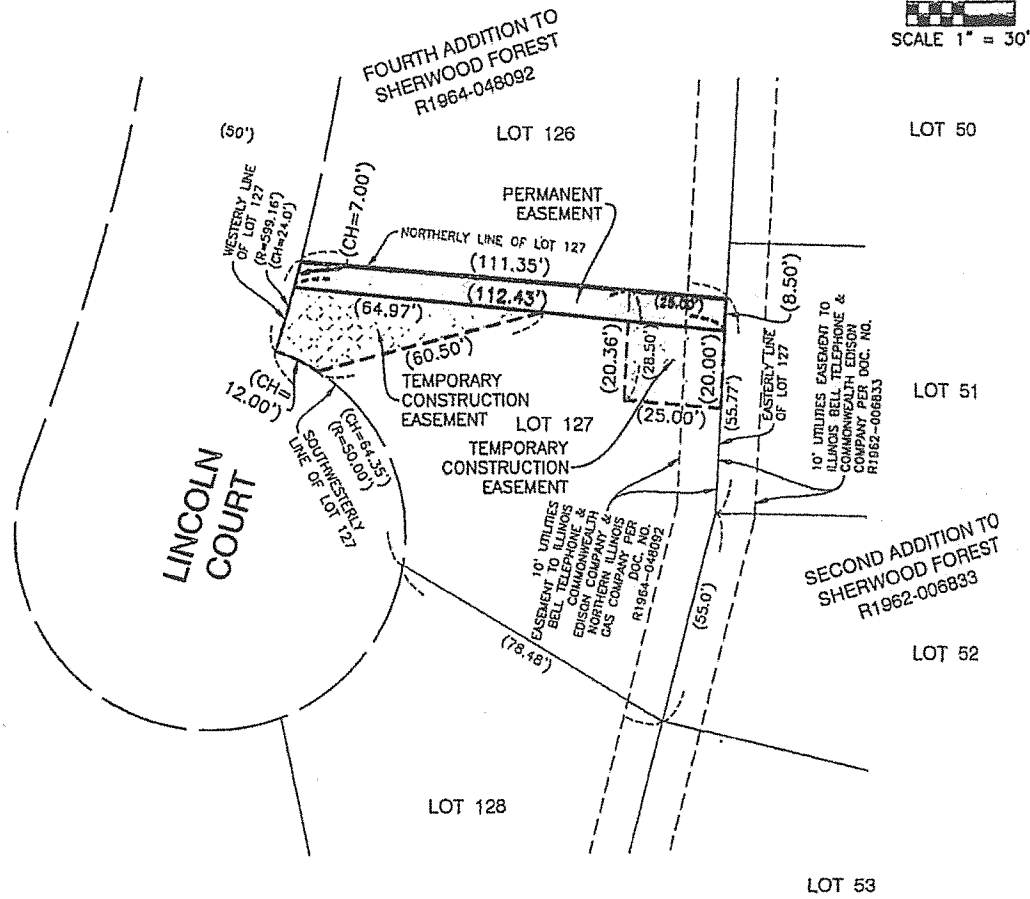 SCALE 1" = 30'
FOURTH ADDITION TO
SHERWOOD FOREST
R1964-048092
(50')
LOT 126
LOT 50
WESTERLY LINE
OF LOT 127
(R=599.16')
(CH=24.0')
(CH=7.00')
PERMANENT
EASEMENT
NORTHERLY LINE OF LOT 127
(111.35')
(112.43')
(25.00')
(8.50')
(64.97')
(60.50')
(20.36')
(28.50')
(20.00')
(55.77')
EASTERLY LINE
OF LOT 127
10' UTILITIES EASEMENT TO
ILLINOIS BELL TELEPHONE &
COMMONWEALTH EDISON
COMPANY PER DOC. NO.
R1962-006833
LOT 51
(CH=
12.00')
TEMPORARY
CONSTRUCTION
EASEMENT
LOT 127
(25.00')
TEMPORARY
CONSTRUCTION
EASEMENT
(CH=64.35')
(R=50.00')
SOUTHWESTERLY
LINE OF LOT 127
LINCOLN
COURT
10' UTILITIES
EASEMENT TO ILLINOIS
BELL TELEPHONE &
COMMONWEALTH
EDISON COMPANY &
NORTHERN ILLINOIS
GAS COMPANY PER
DOC. NO.
R1964-048092
SECOND ADDITION TO
SHERWOOD FOREST
R1962-006833
(55.0')
(78.48')
LOT 52
LOT 128
LOT 53